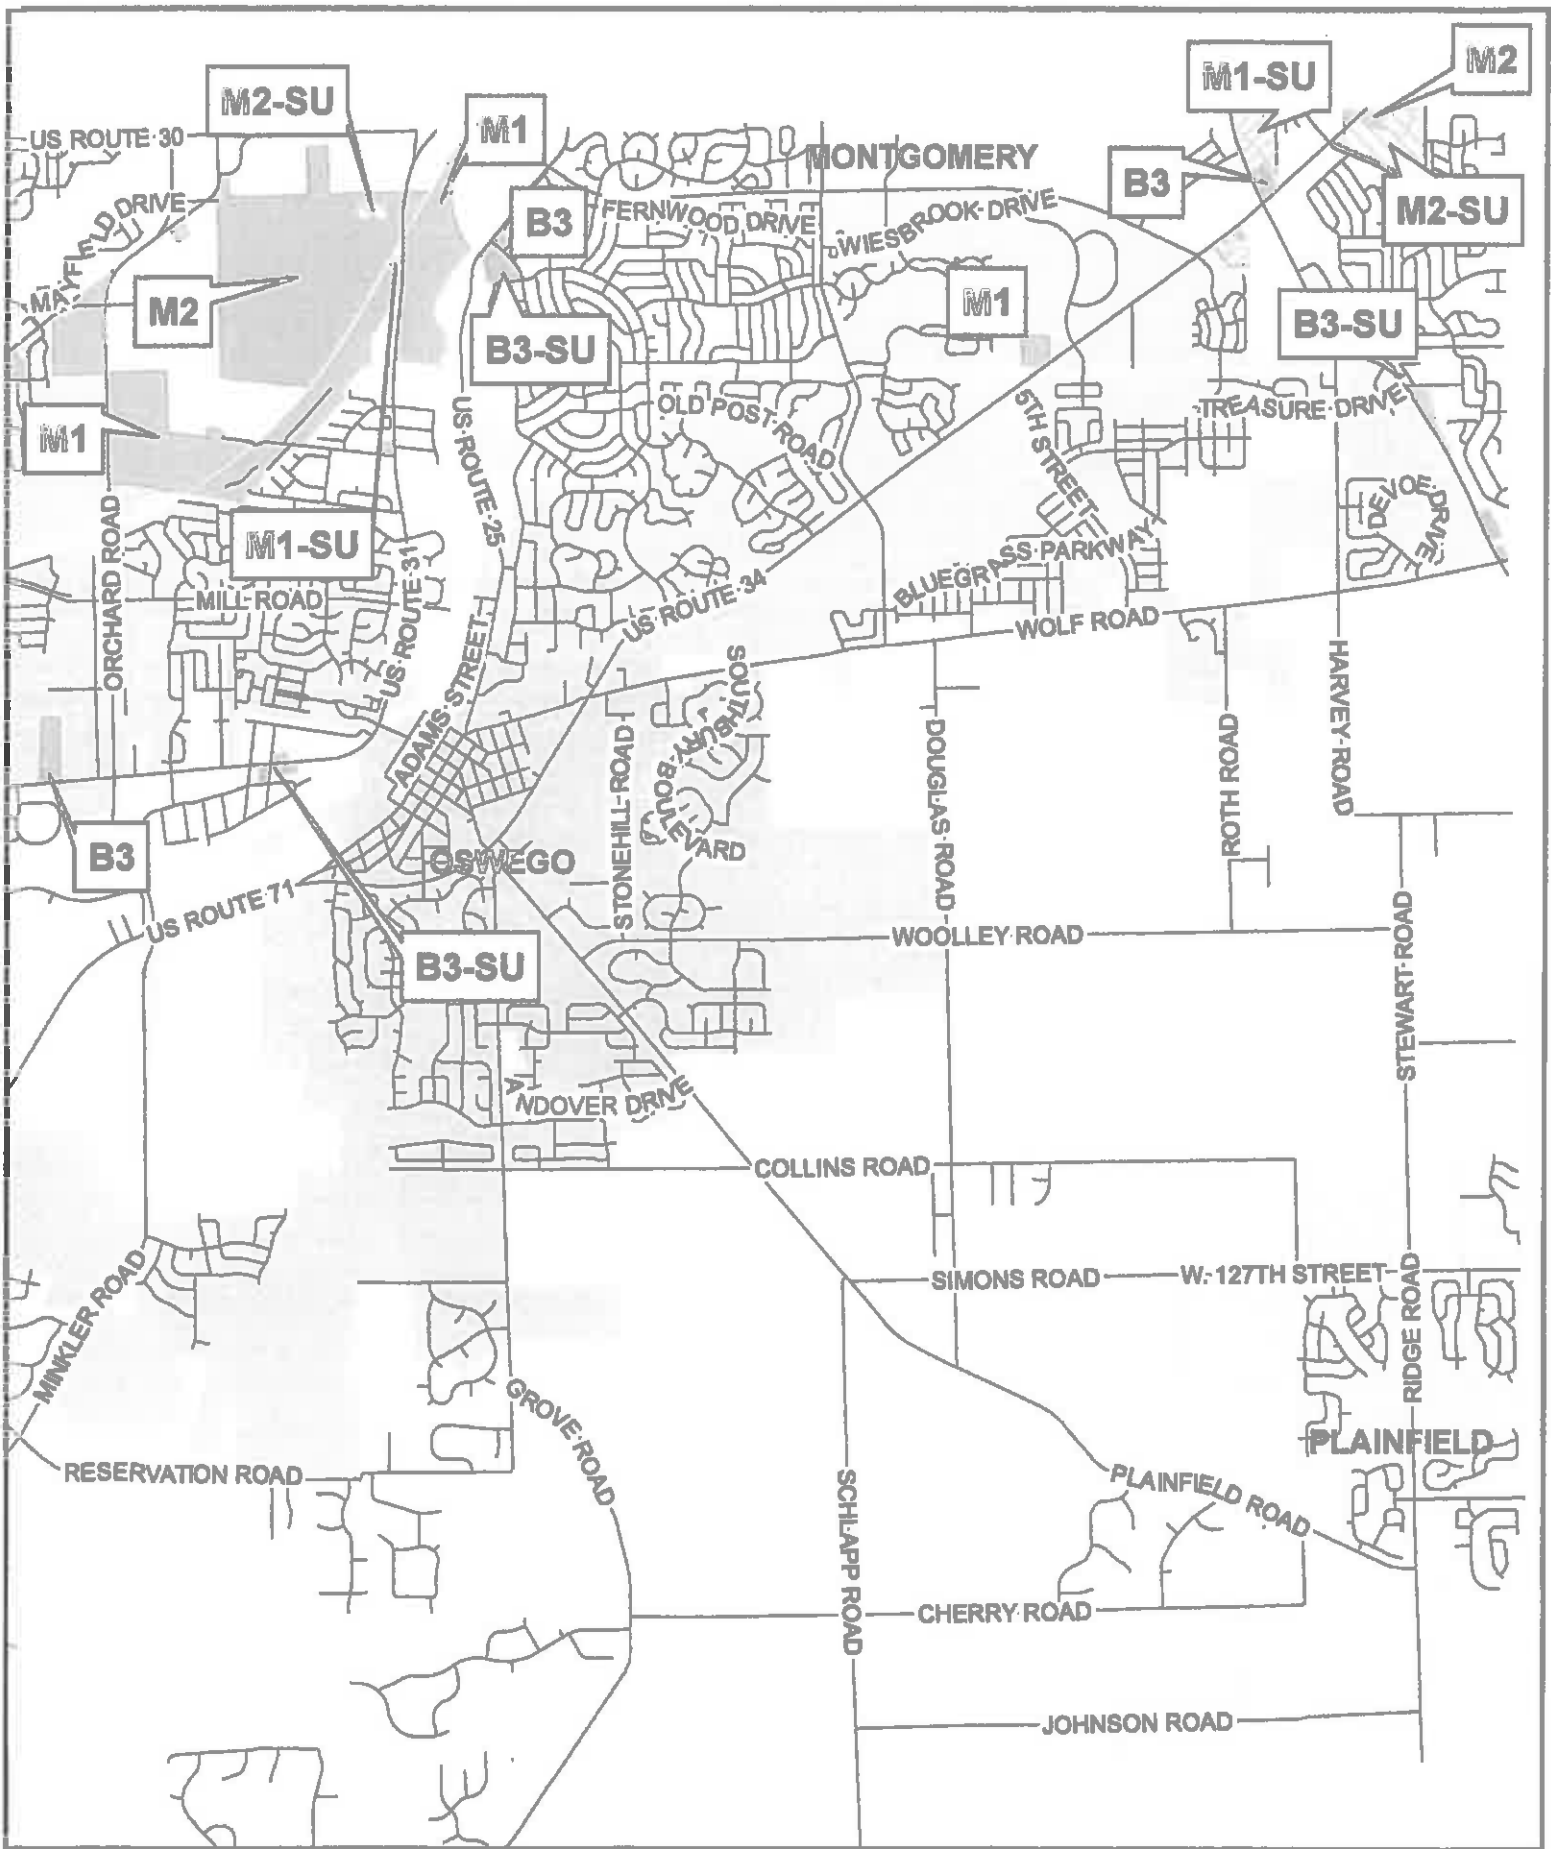 M2
M1-SU
M2-SU
M1
US ROUTE 30
MONTGOMERY
B3
M2-SU
B3
FERNWOOD DRIVE
WIESBROOK DRIVE
MAYFIELD DRIVE
M2
M1
B3-SU
B3-SU
M1
OLD POST ROAD
5TH STREET
TREASURE DRIVE
US ROUTE 25
M1-SU
ORCHARD ROAD
DEVOE DRIVE
BLUEGRASS PARKWAY
MILL ROAD
US ROUTE 31
US ROUTE 34
WOLF ROAD
ADAMS STREET
SOUTHBURY BOULEVARD
STONEHILL ROAD
DOUGLAS ROAD
ROTH ROAD
HARVEY ROAD
B3
OSWEGO
US ROUTE 71
B3-SU
WOOLLEY ROAD
STEWART ROAD
ANDOVER DRIVE
COLLINS ROAD
SIMONS ROAD
W. 127TH STREET
MINKLER ROAD
RIDGE ROAD
GROVE ROAD
PLAINFIELD
RESERVATION ROAD
SCHLAPP ROAD
PLAINFIELD ROAD
CHERRY ROAD
JOHNSON ROAD